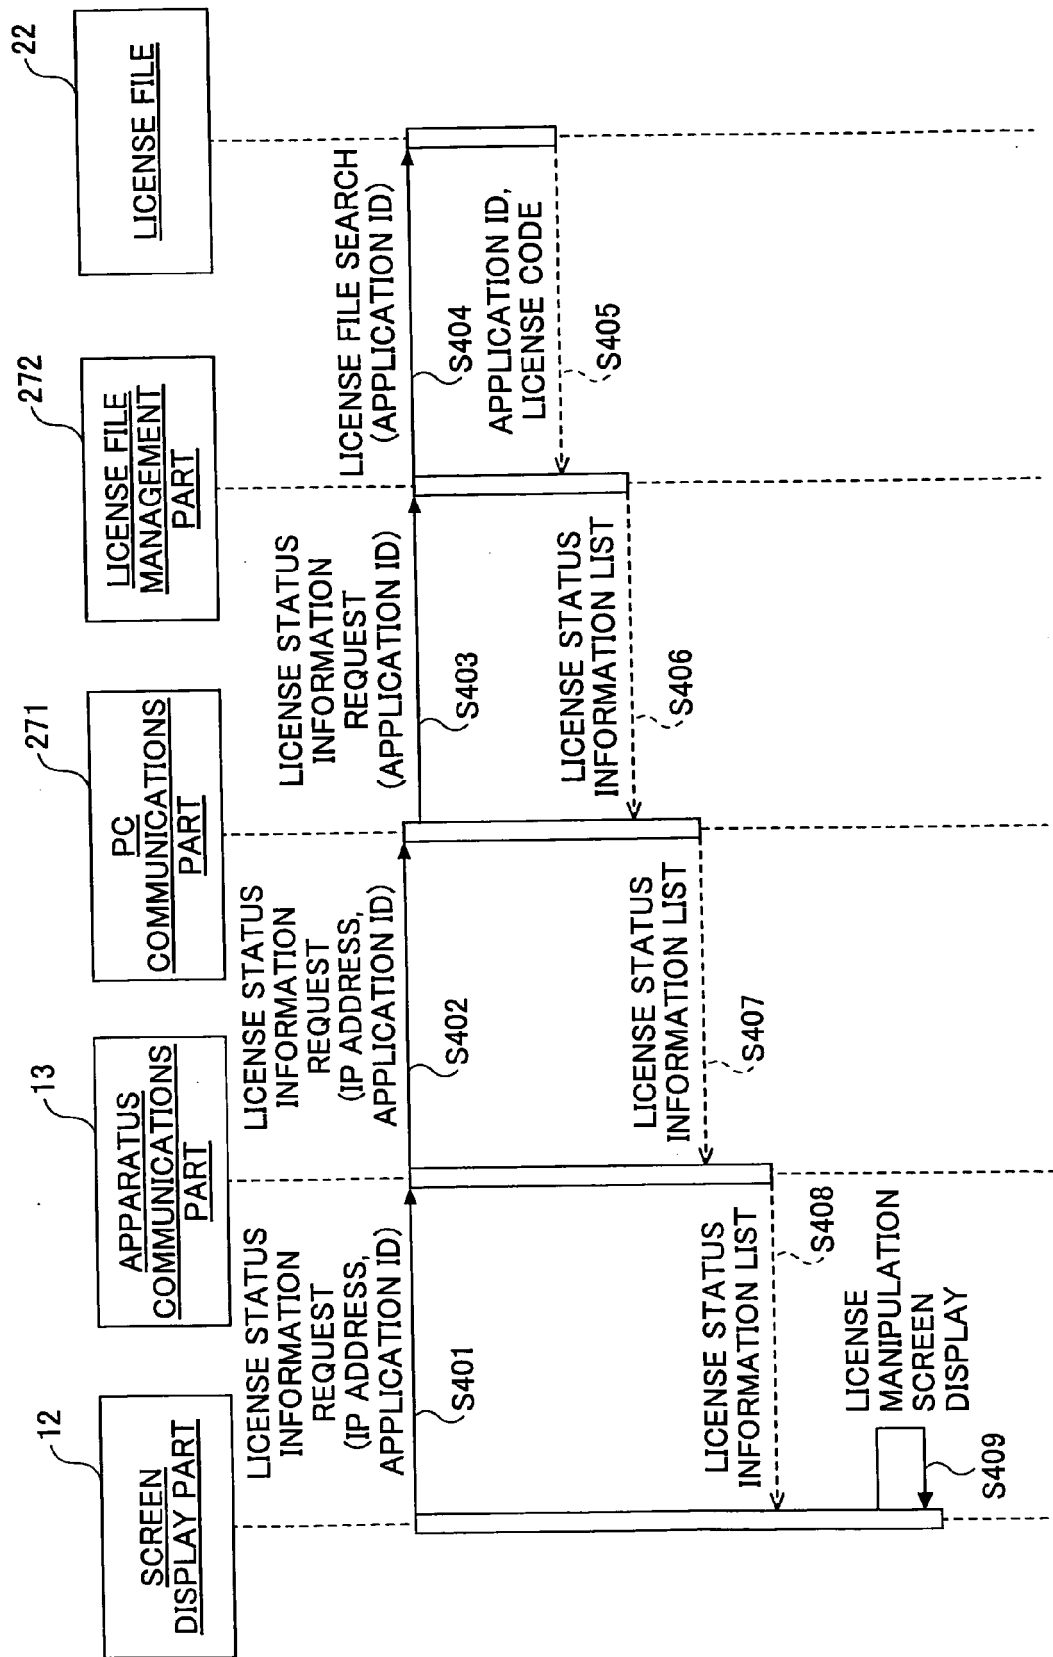 12
SCREEN
DISPLAY PART
13
APPARATUS
COMMUNICATIONS
PART
271
PC
COMMUNICATIONS
PART
272
LICENSE FILE
MANAGEMENT
PART
22
LICENSE FILE
LICENSE STATUS
INFORMATION
REQUEST
(IP ADDRESS,
APPLICATION ID)
S401
LICENSE STATUS
INFORMATION
REQUEST
(IP ADDRESS,
APPLICATION ID)
S402
LICENSE STATUS
INFORMATION
REQUEST
(APPLICATION ID)
S403
LICENSE FILE SEARCH
(APPLICATION ID)
S404
APPLICATION ID,
LICENSE CODE
S405
LICENSE STATUS
INFORMATION LIST
S406
LICENSE STATUS
INFORMATION LIST
S407
LICENSE STATUS
INFORMATION LIST
S408
LICENSE
MANIPULATION
SCREEN
DISPLAY
S409